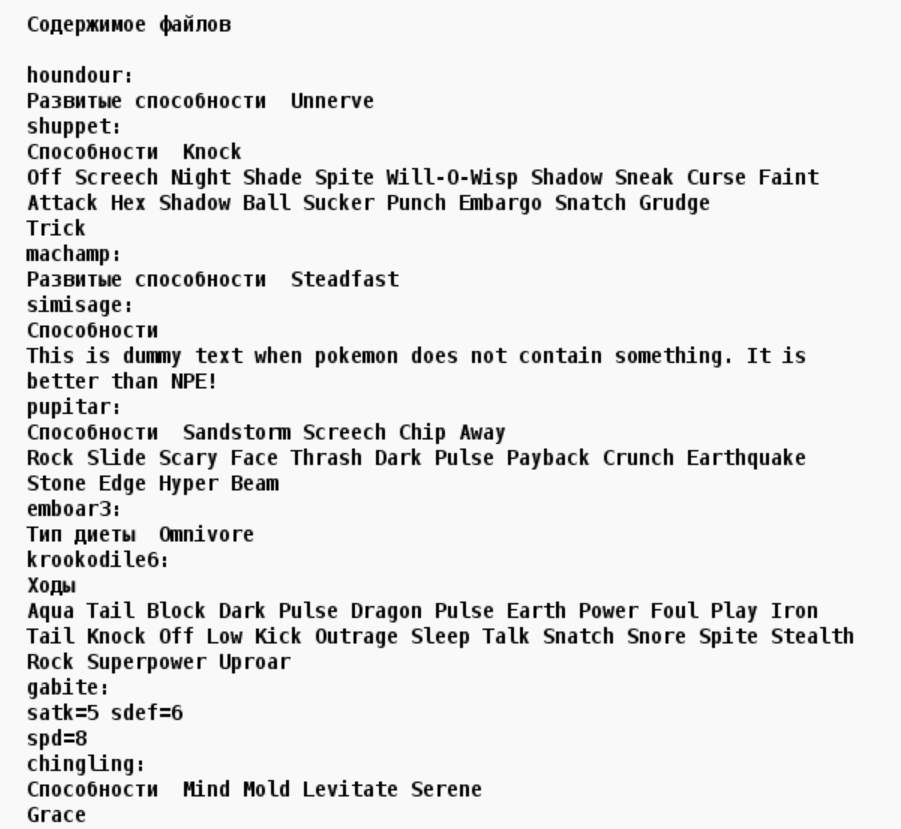 Содержимое файлов
houndour:
Развитые способности  Unnerve
shuppet:
Способности  Knock
Off Screech Night Shade Spite Will-O-Wisp Shadow Sneak Curse Faint
Attack Hex Shadow Ball Sucker Punch Embargo Snatch Grudge
Trick
machamp:
Развитые способности  Steadfast
simisage:
Способности
This is dummy text when pokemon does not contain something. It is
better than NPE!
pupitar:
Способности  Sandstorm Screech Chip Away
Rock Slide Scary Face Thrash Dark Pulse Payback Crunch Earthquake
Stone Edge Hyper Beam
emboar3:
Тип диеты  Omnivore
krookodile6:
Ходы
Aqua Tail Block Dark Pulse Dragon Pulse Earth Power Foul Play Iron
Tail Knock Off Low Kick Outrage Sleep Talk Snatch Snore Spite Stealth
Rock Superpower Uproar
gabite:
satk=5 sdef=6
spd=8
chingling:
Способности  Mind Mold Levitate Serene
Grace